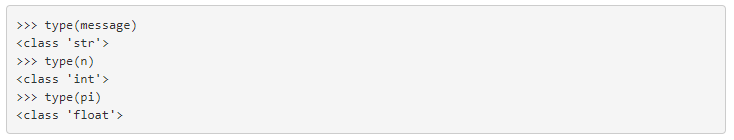 >>> type(message)
<class 'str'>
>>> type(n)
<class 'int'>
>>> type(pi)
<class 'float'>